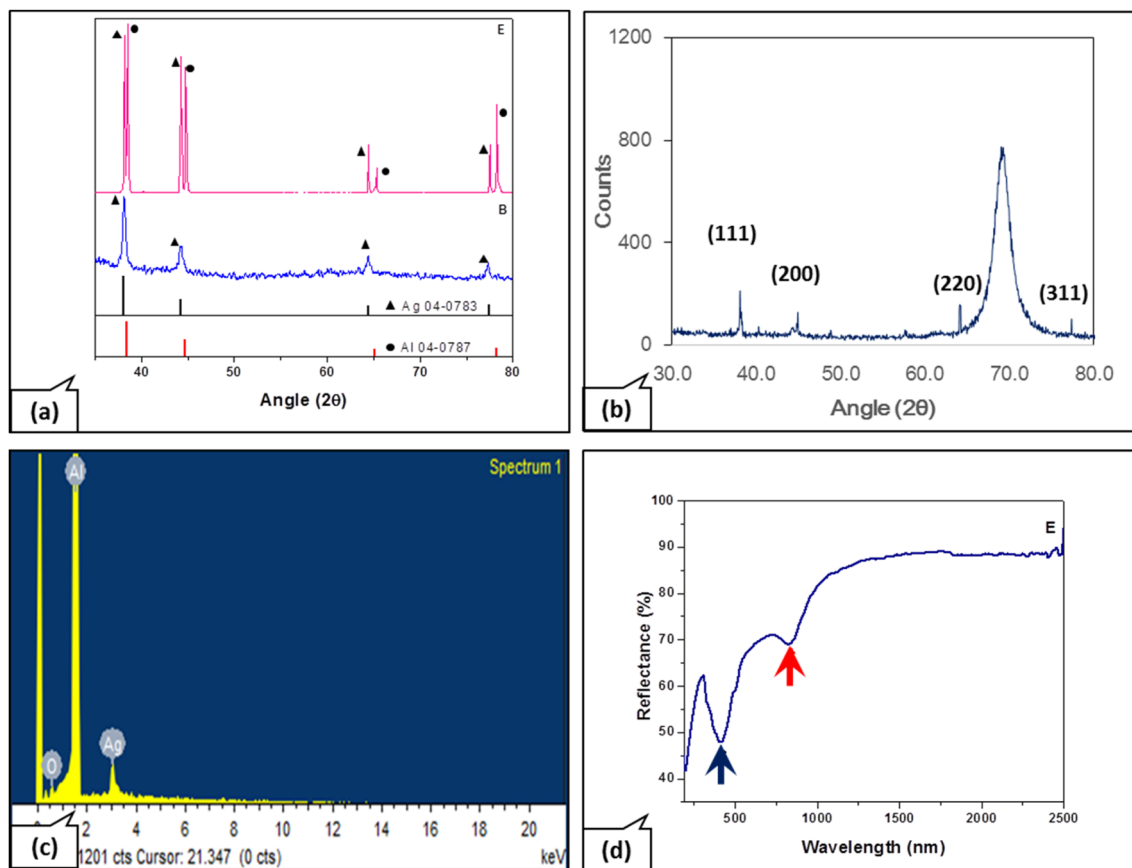 E
B
▲ Ag 04-0783
● Al 04-0787
40 50 60 70 80
Angle (2θ)
(a)
1200
800
400
0
Counts
(111)
(200)
(220)
(311)
30.0 40.0 50.0 60.0 70.0 80.0
Angle (2θ)
(b)
Spectrum 1
Al
O
Ag
2 4 6 8 10 12 14 16 18 20
1201 cts Cursor: 21.347 (0 cts) keV
(c)
100
90
80
70
60
50
40
Reflectance (%)
E
500 1000 1500 2000 2500
Wavelength (nm)
(d)